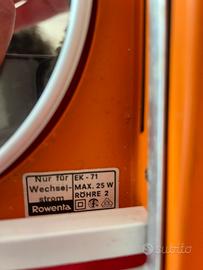 Nur für
Wechsel-
strom
Rowenta
EK - 71
MAX. 25 W
RÖHRE 2
subito